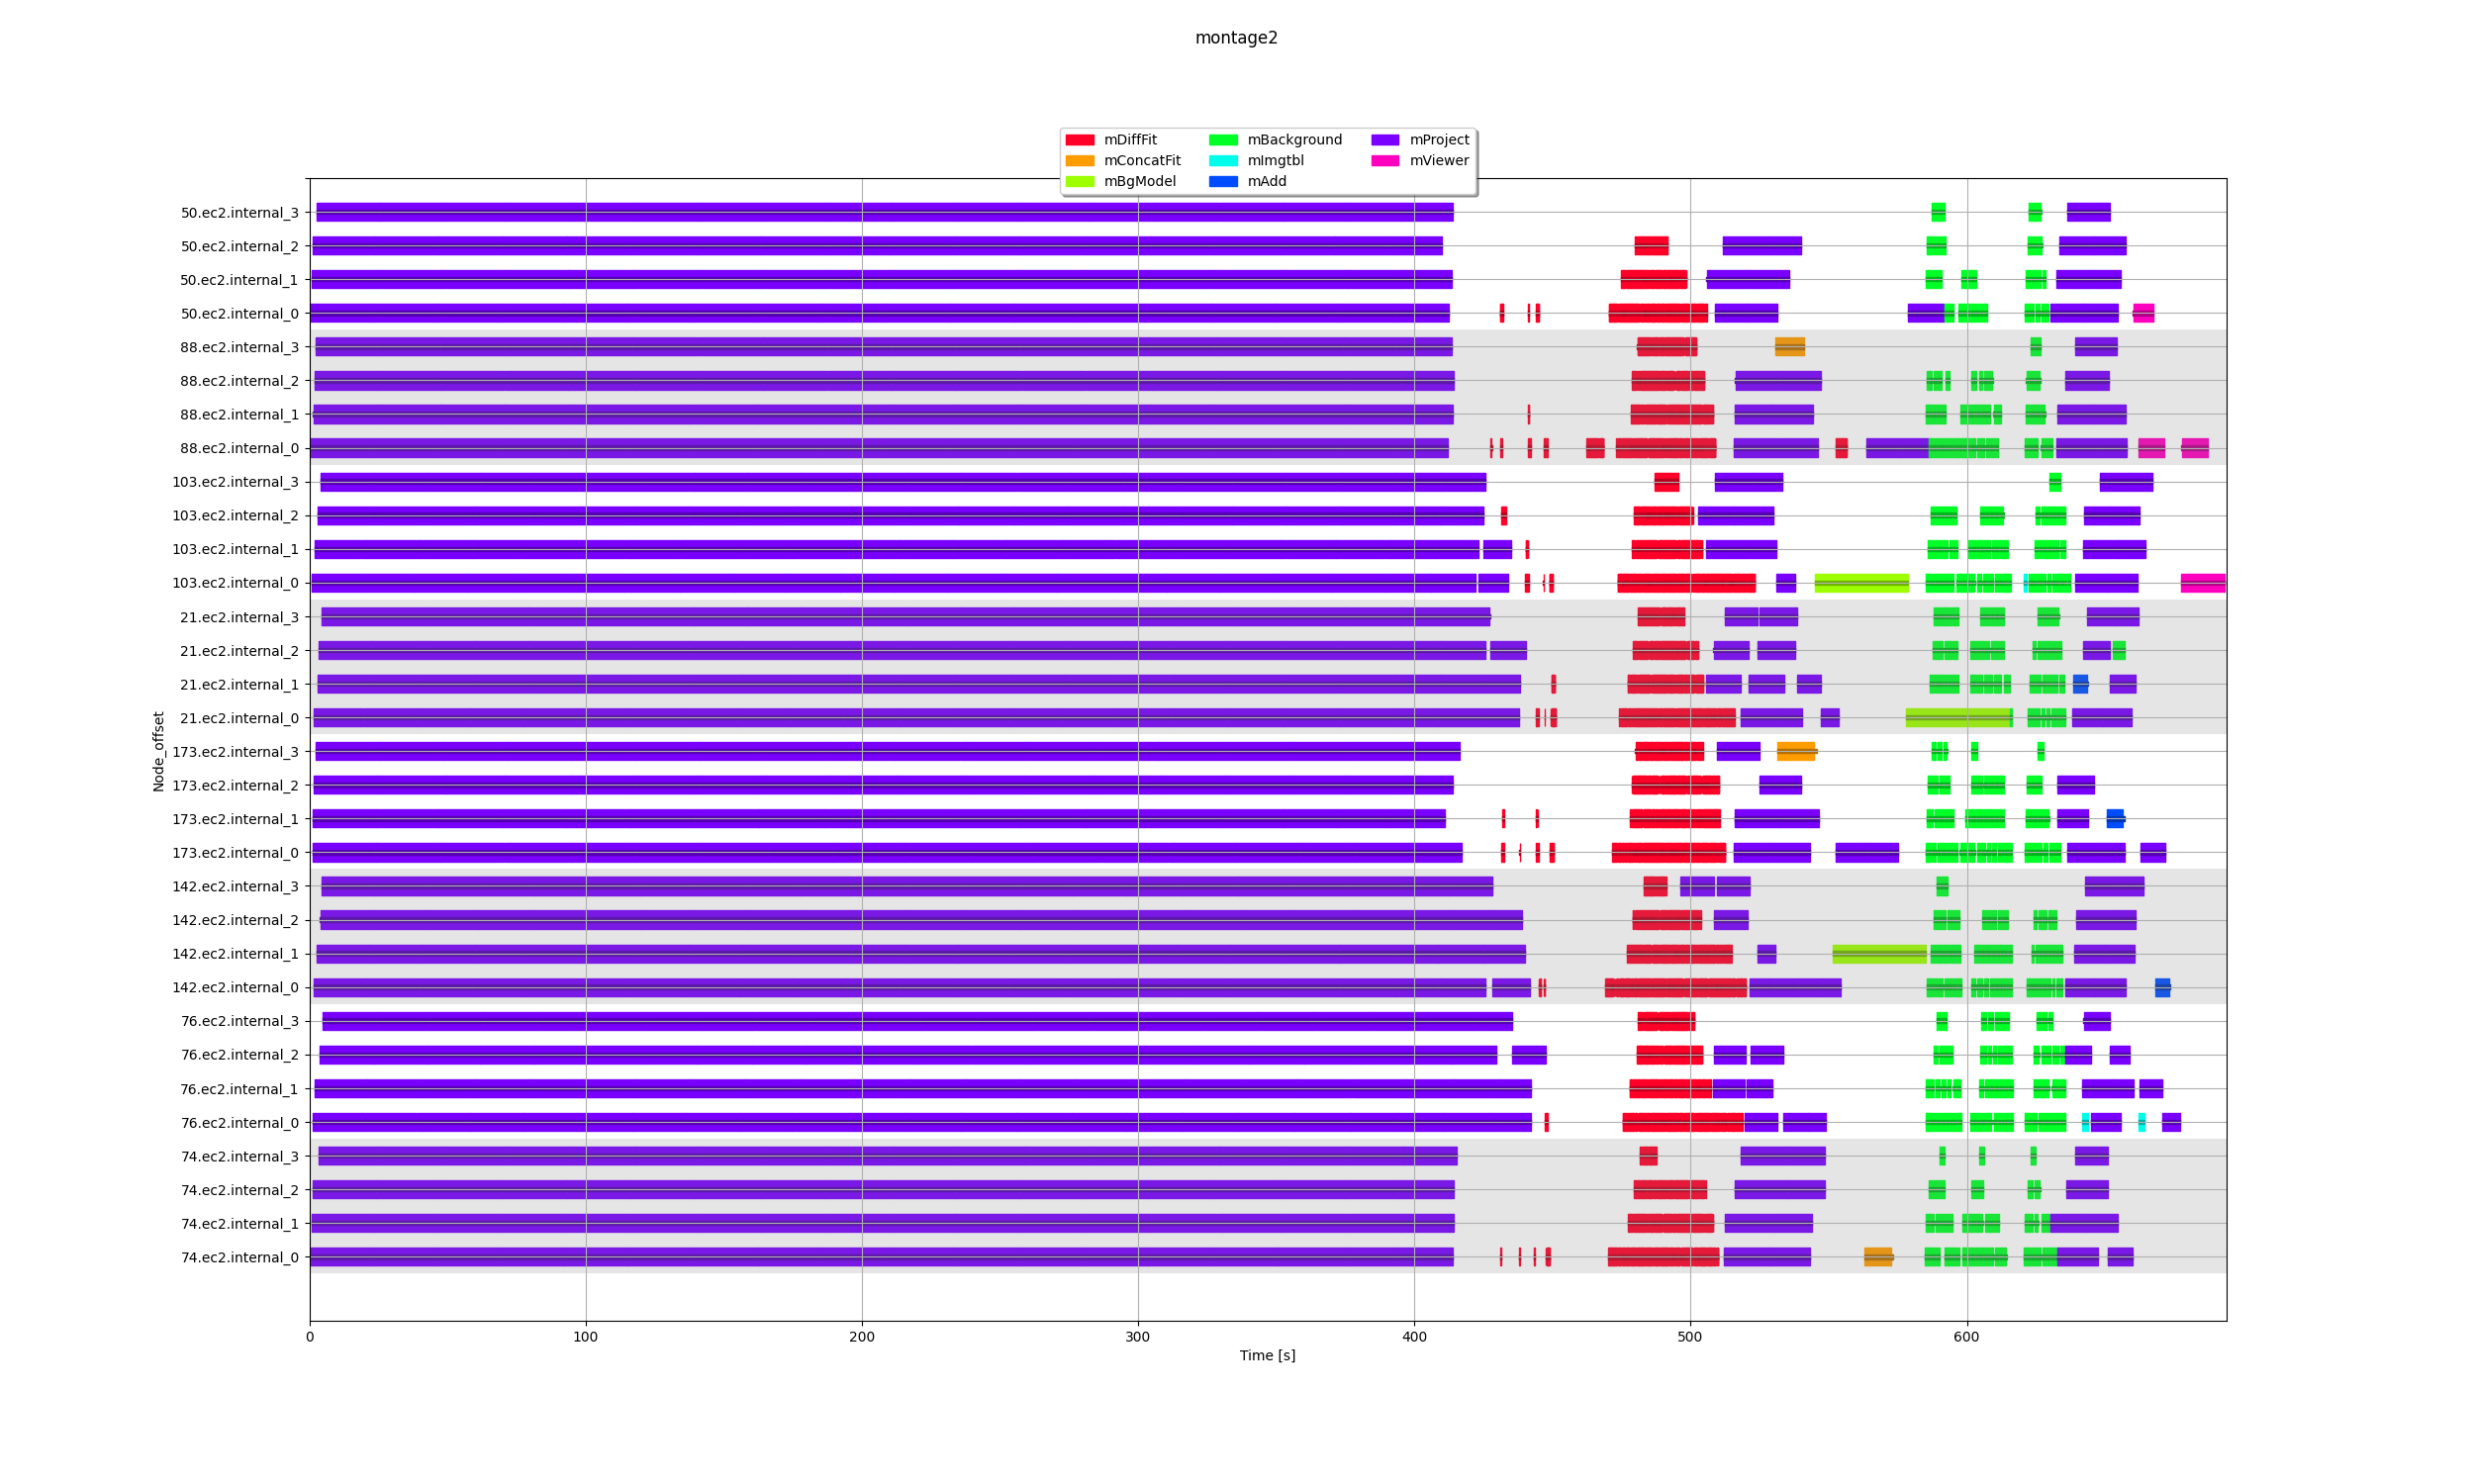 montage2
mDiffFit mBackground mProject
mConcatFit mImgtbl mViewer
mBgModel mAdd
50.ec2.internal_3
50.ec2.internal_2
50.ec2.internal_1
50.ec2.internal_0
88.ec2.internal_3
88.ec2.internal_2
88.ec2.internal_1
88.ec2.internal_0
103.ec2.internal_3
103.ec2.internal_2
103.ec2.internal_1
103.ec2.internal_0
21.ec2.internal_3
21.ec2.internal_2
21.ec2.internal_1
21.ec2.internal_0
173.ec2.internal_3
173.ec2.internal_2
173.ec2.internal_1
173.ec2.internal_0
142.ec2.internal_3
142.ec2.internal_2
142.ec2.internal_1
142.ec2.internal_0
76.ec2.internal_3
76.ec2.internal_2
76.ec2.internal_1
76.ec2.internal_0
74.ec2.internal_3
74.ec2.internal_2
74.ec2.internal_1
74.ec2.internal_0
Node_offset
0 100 200 300 400 500 600
Time [s]